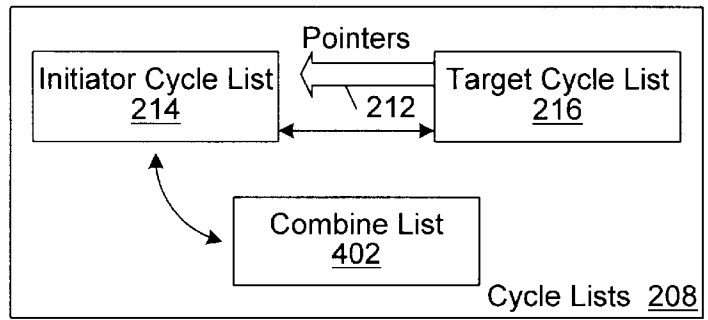 Pointers
Initiator Cycle List
214
212
Target Cycle List
216
Combine List
402
Cycle Lists 208